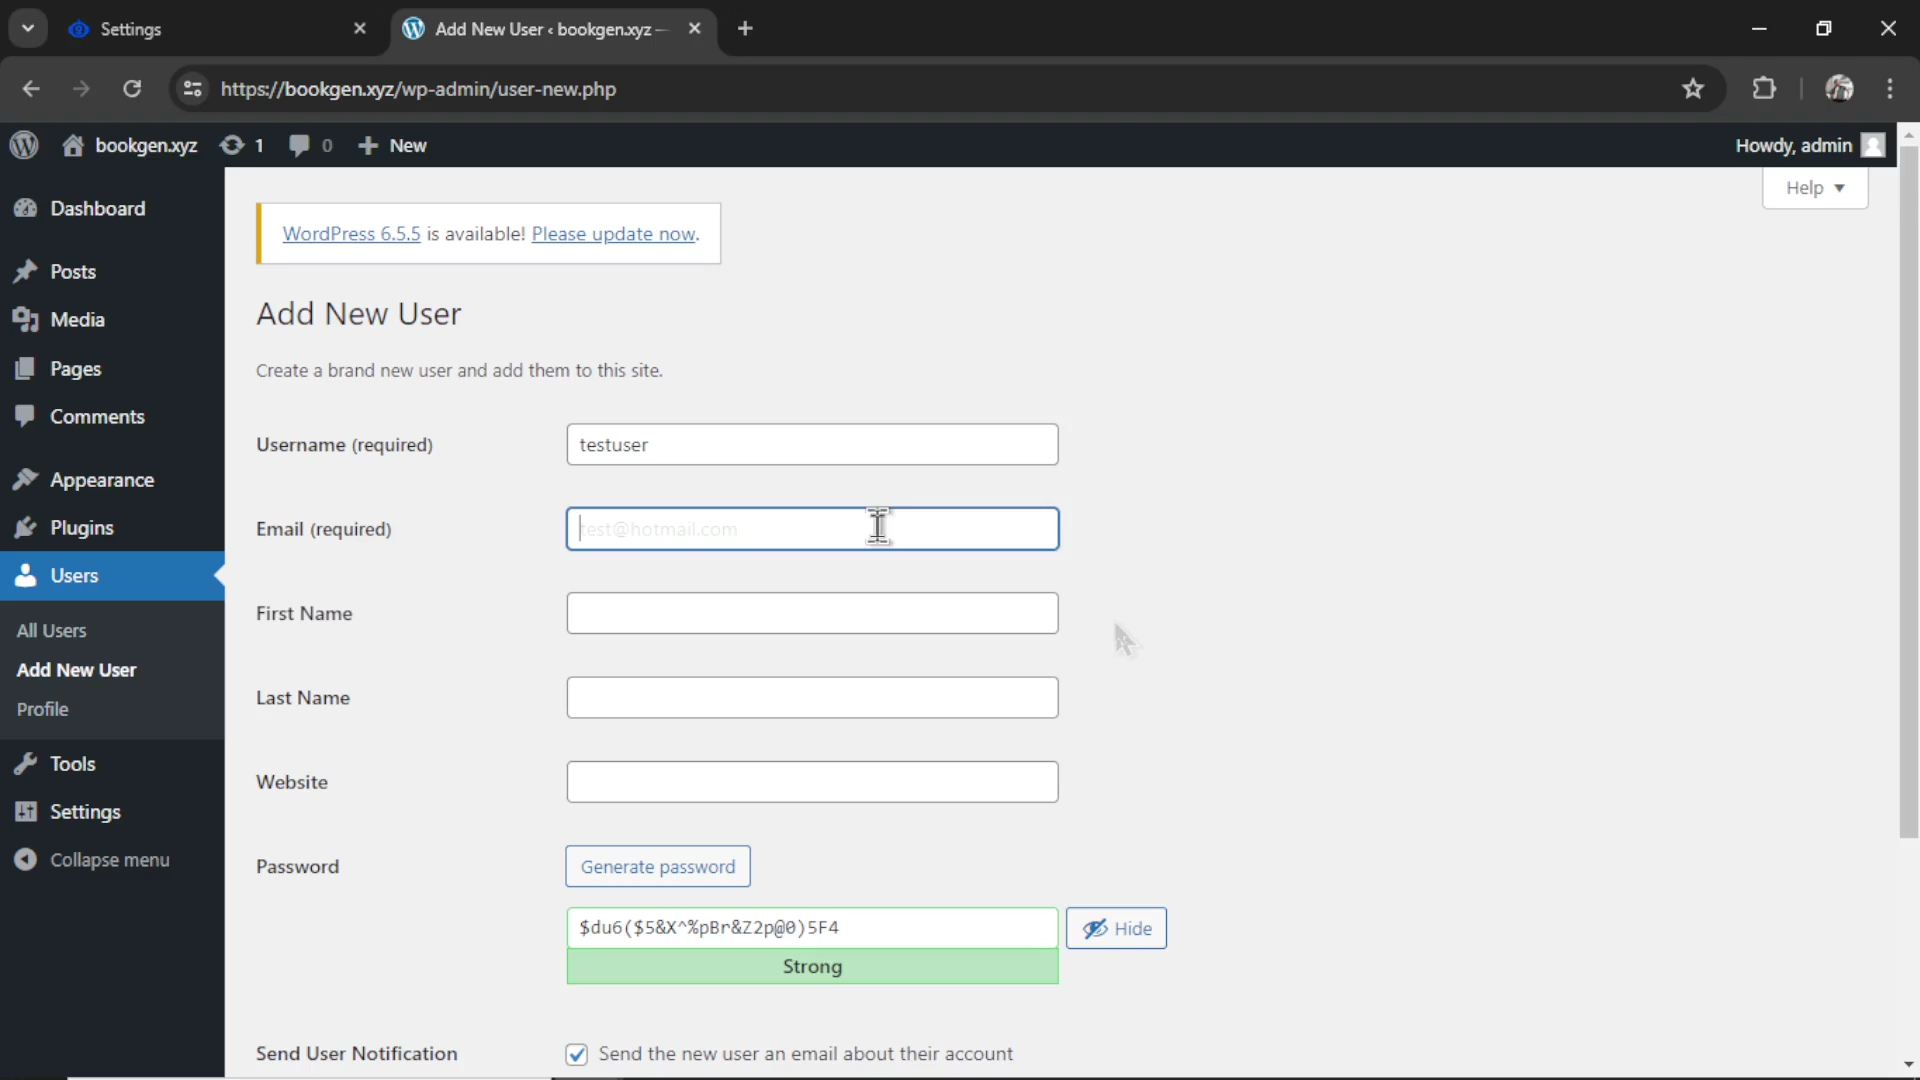 Settings
Add New User ‹ bookgen.xyz —
https://bookgen.xyz/wp-admin/user-new.php
bookgen.xyz 1 0 New
Howdy, admin
Help
Dashboard
Posts
Media
Pages
Comments
Appearance
Plugins
Users
All Users
Add New User
Profile
Tools
Settings
Collapse menu
WordPress 6.5.5 is available! Please update now.
Add New User
Create a brand new user and add them to this site.
Username (required)
testuser
Email (required)
test@hotmail.com
First Name
Last Name
Website
Password
Generate password
$du6($5&X^%pBr&Z2p@0)5F4
Hide
Strong
Send User Notification
Send the new user an email about their account